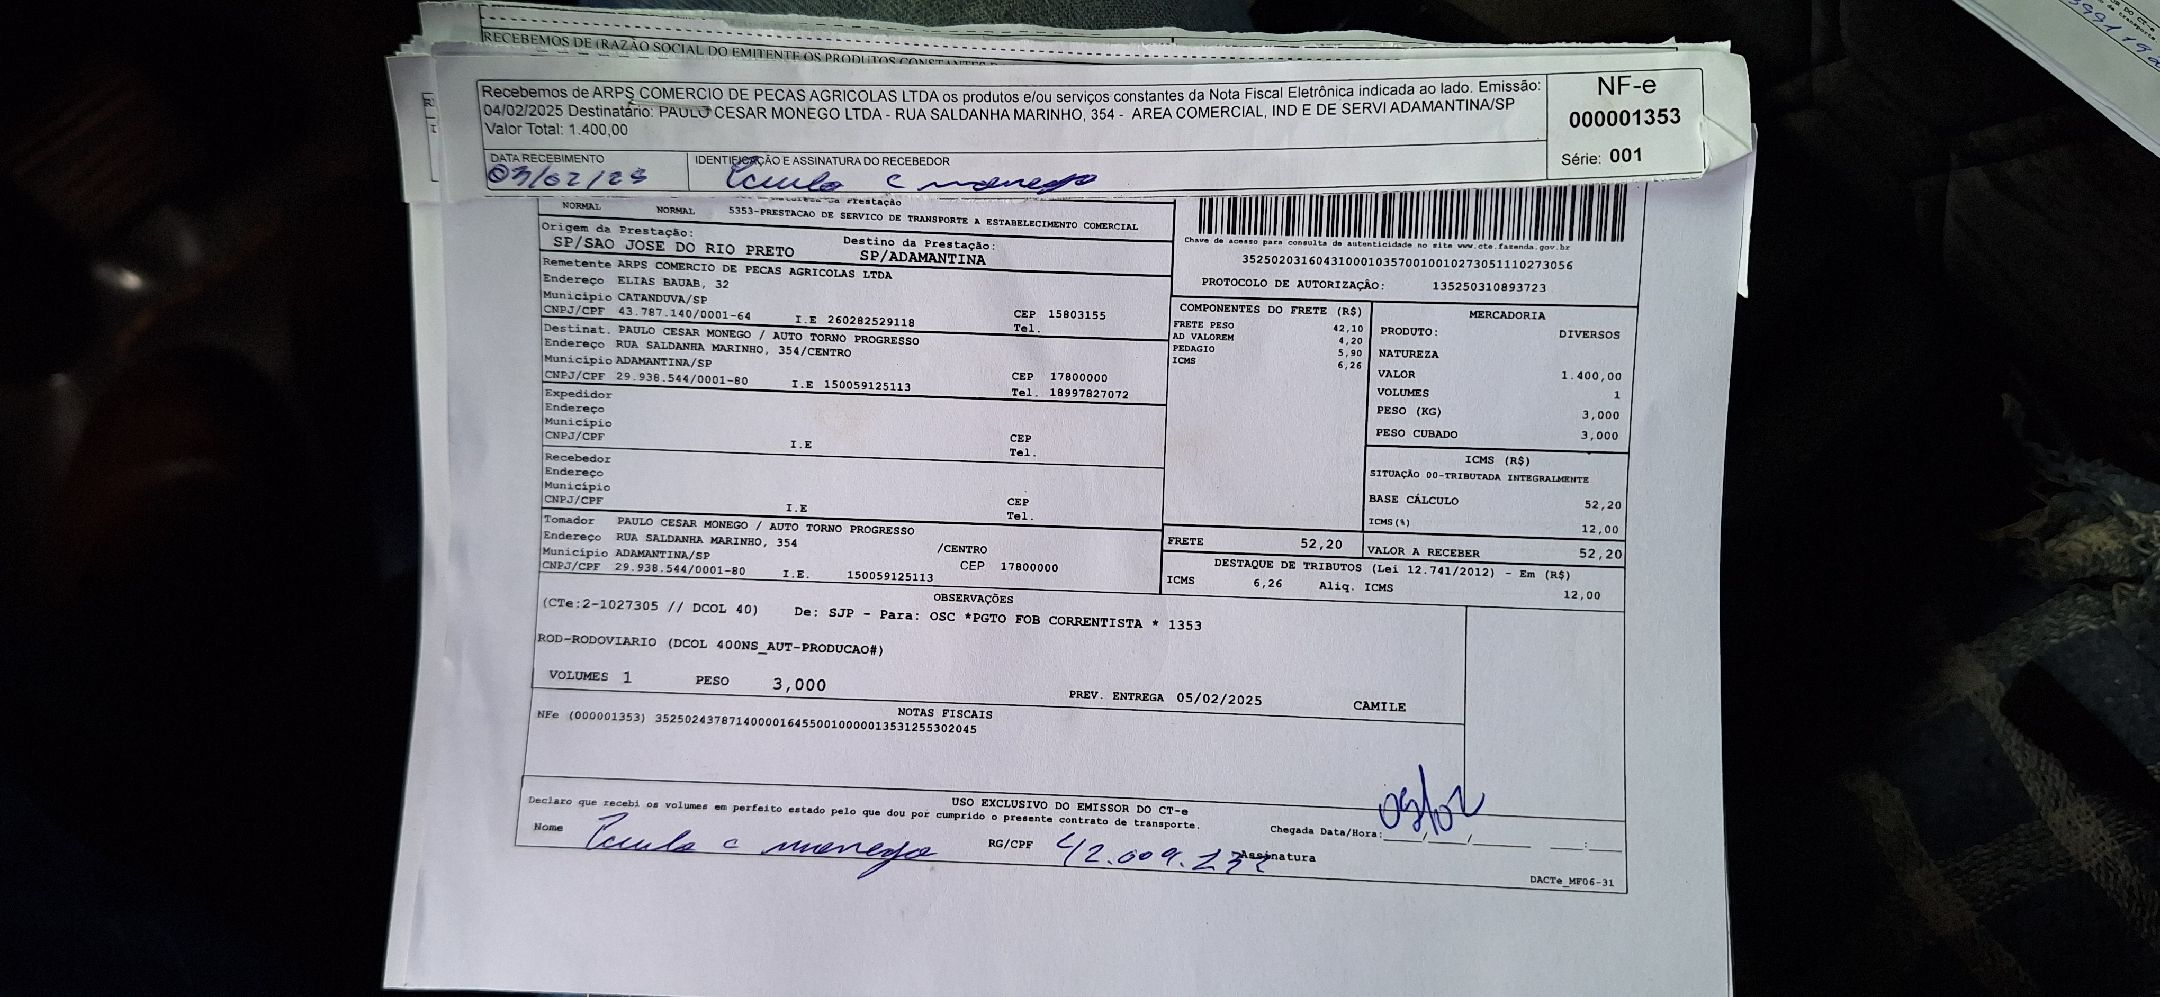 RECEBEMOS DE (RAZÃO SOCIAL DO EMITENTE OS PRODUTOS CONSTANTES
Recebemos de ARPS COMERCIO DE PECAS AGRICOLAS LTDA os produtos e/ou serviços constantes da Nota Fiscal Eletrônica indicada ao lado. Emissão:
04/02/2025 Destinatário: PAULO CESAR MONEGO LTDA - RUA SALDANHA MARINHO, 354 - AREA COMERCIAL, IND E DE SERVI ADAMANTINA/SP
Valor Total: 1.400,00
NF-e
000001353
Série: 001
DATA RECEBIMENTO
IDENTIFICAÇÃO E ASSINATURA DO RECEBEDOR
Paulo c monego
da Prestação
NORMAL NORMAL 5353-PRESTACAO DE SERVICO DE TRANSPORTE A ESTABELECIMENTO COMERCIAL
Origem da Prestação: Destino da Prestação:
SP/SAO JOSE DO RIO PRETO SP/ADAMANTINA
Remetente ARPS COMERCIO DE PECAS AGRICOLAS LTDA
Endereço ELIAS BAUAB, 32
Município CATANDUVA/SP CEP 15803155
CNPJ/CPF 43.787.140/0001-64 I.E 260282529118 Tel.
Destinat. PAULO CESAR MONEGO / AUTO TORNO PROGRESSO
Endereço RUA SALDANHA MARINHO, 354/CENTRO
Município ADAMANTINA/SP CEP 17800000
CNPJ/CPF 29.938.544/0001-80 I.E 150059125113 Tel. 18997827072
Expedidor
Endereço
Município CEP
CNPJ/CPF I.E Tel.
Recebedor
Endereço
Município CEP
CNPJ/CPF I.E Tel.
Tomador PAULO CESAR MONEGO / AUTO TORNO PROGRESSO
Endereço RUA SALDANHA MARINHO, 354 /CENTRO
Município ADAMANTINA/SP CEP 17800000
CNPJ/CPF 29.938.544/0001-80 I.E. 150059125113
Chave de acesso para consulta de autenticidade no site www.cte.fazenda.gov.br
35250203160431000103570010010273051110273056
PROTOCOLO DE AUTORIZAÇÃO: 135250310893723
COMPONENTES DO FRETE (R$)
FRETE PESO 42,10
AD VALOREM 4,20
PEDAGIO 5,90
ICMS 6,26
MERCADORIA
PRODUTO: DIVERSOS
NATUREZA
VALOR 1.400,00
VOLUMES 1
PESO (KG) 3,000
PESO CUBADO 3,000
ICMS (R$)
SITUAÇÃO DO-TRIBUTADA INTEGRALMENTE
BASE CÁLCULO 52,20
ICMS(%) 12,00
FRETE 52,20 VALOR A RECEBER 52,20
DESTAQUE DE TRIBUTOS (Lei 12.741/2012) - Em (R$)
ICMS 6,26 Aliq. ICMS 12,00
OBSERVAÇÕES
(CTe:2-1027305 // DCOL 40) De: SJP - Para: OSC *PGTO FOB CORRENTISTA * 1353
ROD-RODOVIARIO (DCOL 400NS_AUT-PRODUCAO#)
VOLUMES 1 PESO 3,000 PREV. ENTREGA 05/02/2025 CAMILE
NOTAS FISCAIS
NFe (000001353) 35250243787140000164550010000013531255302045
USO EXCLUSIVO DO EMISSOR DO CT-e
Declaro que recebi os volumes em perfeito estado pelo que dou por cumprido o presente contrato de transporte.
Chegada Data/Hora: 05/02
Nome Paulo c monego RG/CPF Assinatura
DACTe_MF06-31